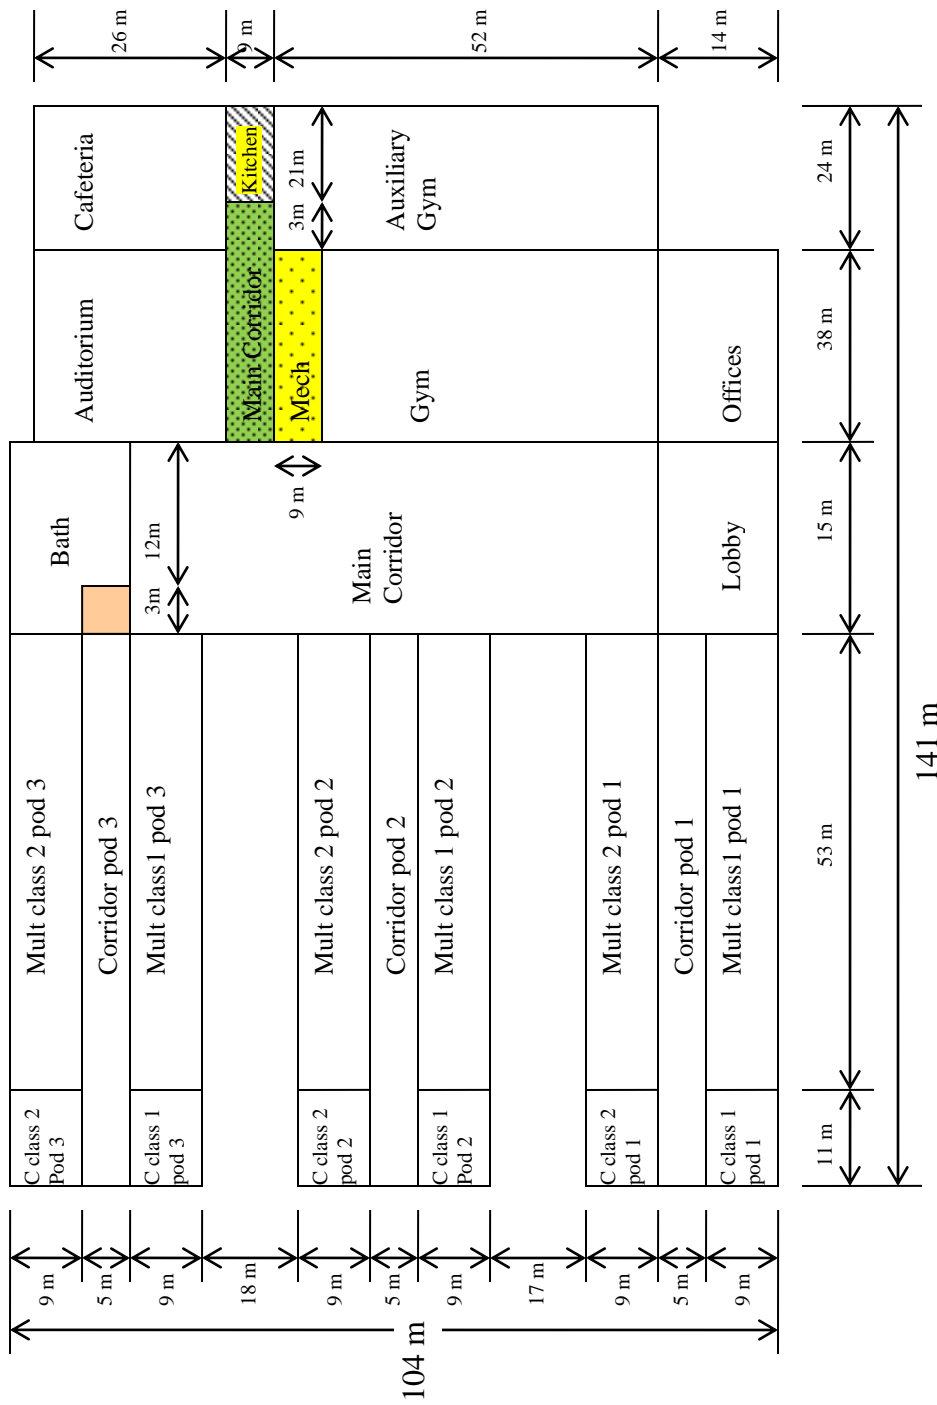 26 m
9 m
52 m
14 m
Cafeteria
Kitchen
21m
3m
Auxiliary
Gym
24 m
Auditorium
Main Corridor
Mech
Gym
Offices
38 m
Bath
12m
3m
9 m
Main
Corridor
Lobby
15 m
Mult class 2 pod 3
Corridor pod 3
Mult class1 pod 3
Mult class 2 pod 2
Corridor pod 2
Mult class 1 pod 2
Mult class 2 pod 1
Corridor pod 1
Mult class1 pod 1
53 m
141 m
C class 2
Pod 3
C class 1
pod 3
C class 2
pod 2
C class 1
Pod 2
C class 2
pod 1
C class 1
pod 1
11 m
9 m
5 m
9 m
18 m
9 m
5 m
9 m
17 m
9 m
5 m
9 m
104 m